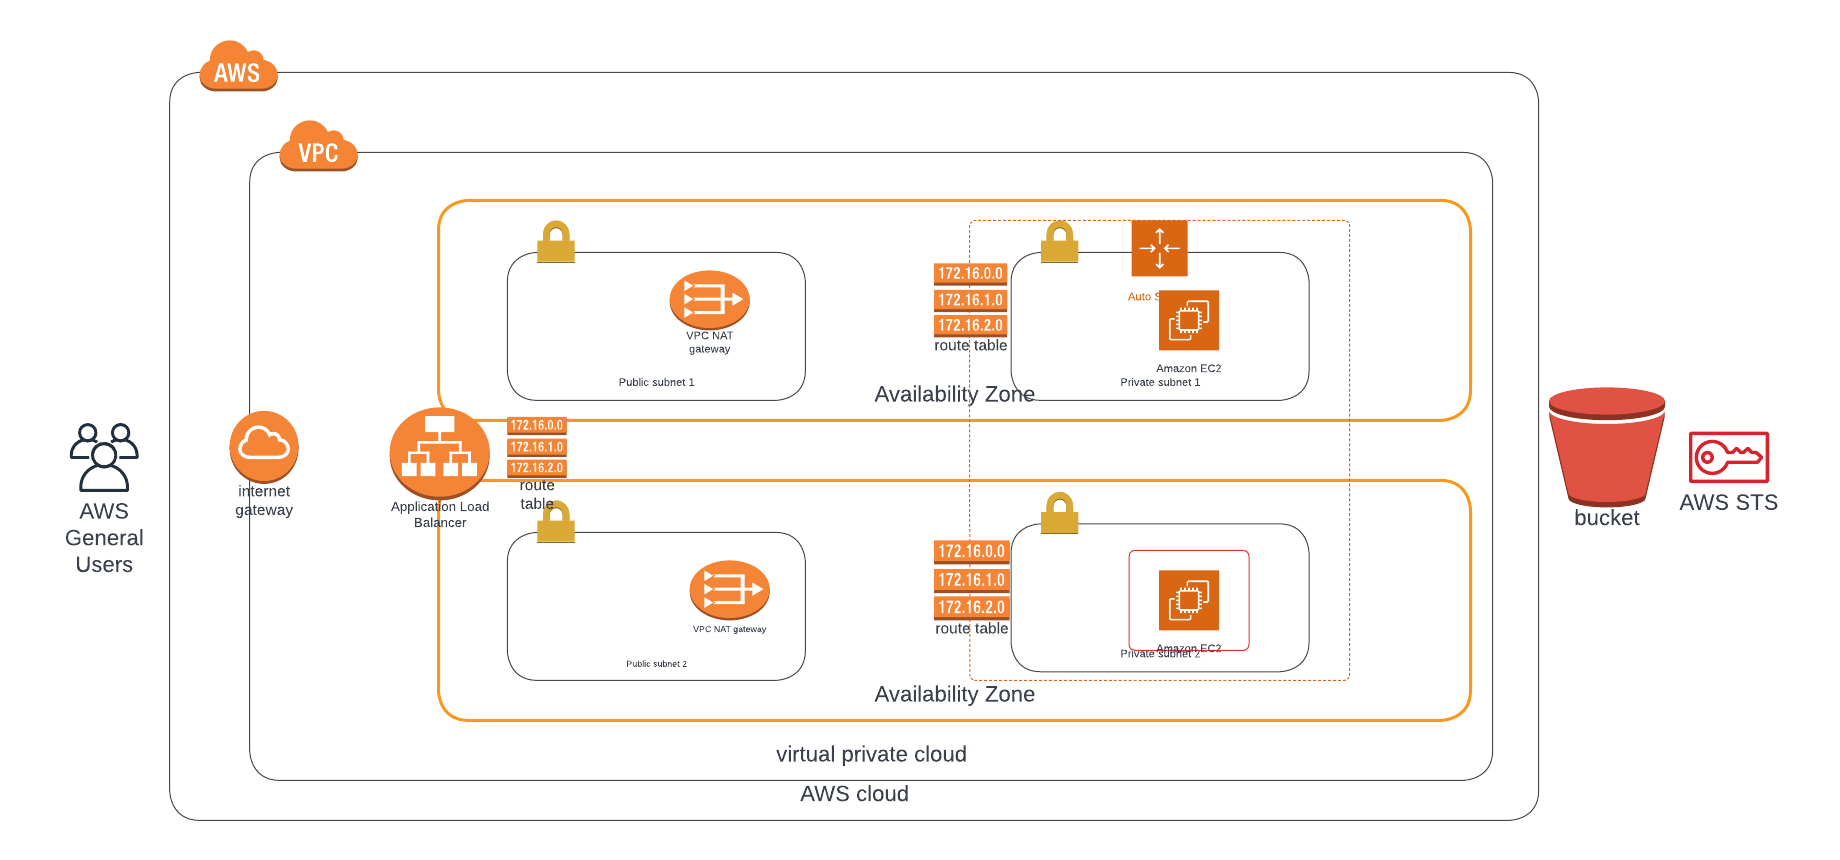 AWS
VPC
172.16.0.0
172.16.1.0
172.16.2.0
route table
Auto S
VPC NAT
gateway
Amazon EC2
Public subnet 1
Private subnet 1
Availability Zone
172.16.0.0
172.16.1.0
172.16.2.0
route
table
internet
gateway
Application Load
Balancer
AWS
General
Users
bucket
AWS STS
172.16.0.0
172.16.1.0
172.16.2.0
route table
VPC NAT gateway
Amazon EC2
Private subnet 2
Public subnet 2
Availability Zone
virtual private cloud
AWS cloud